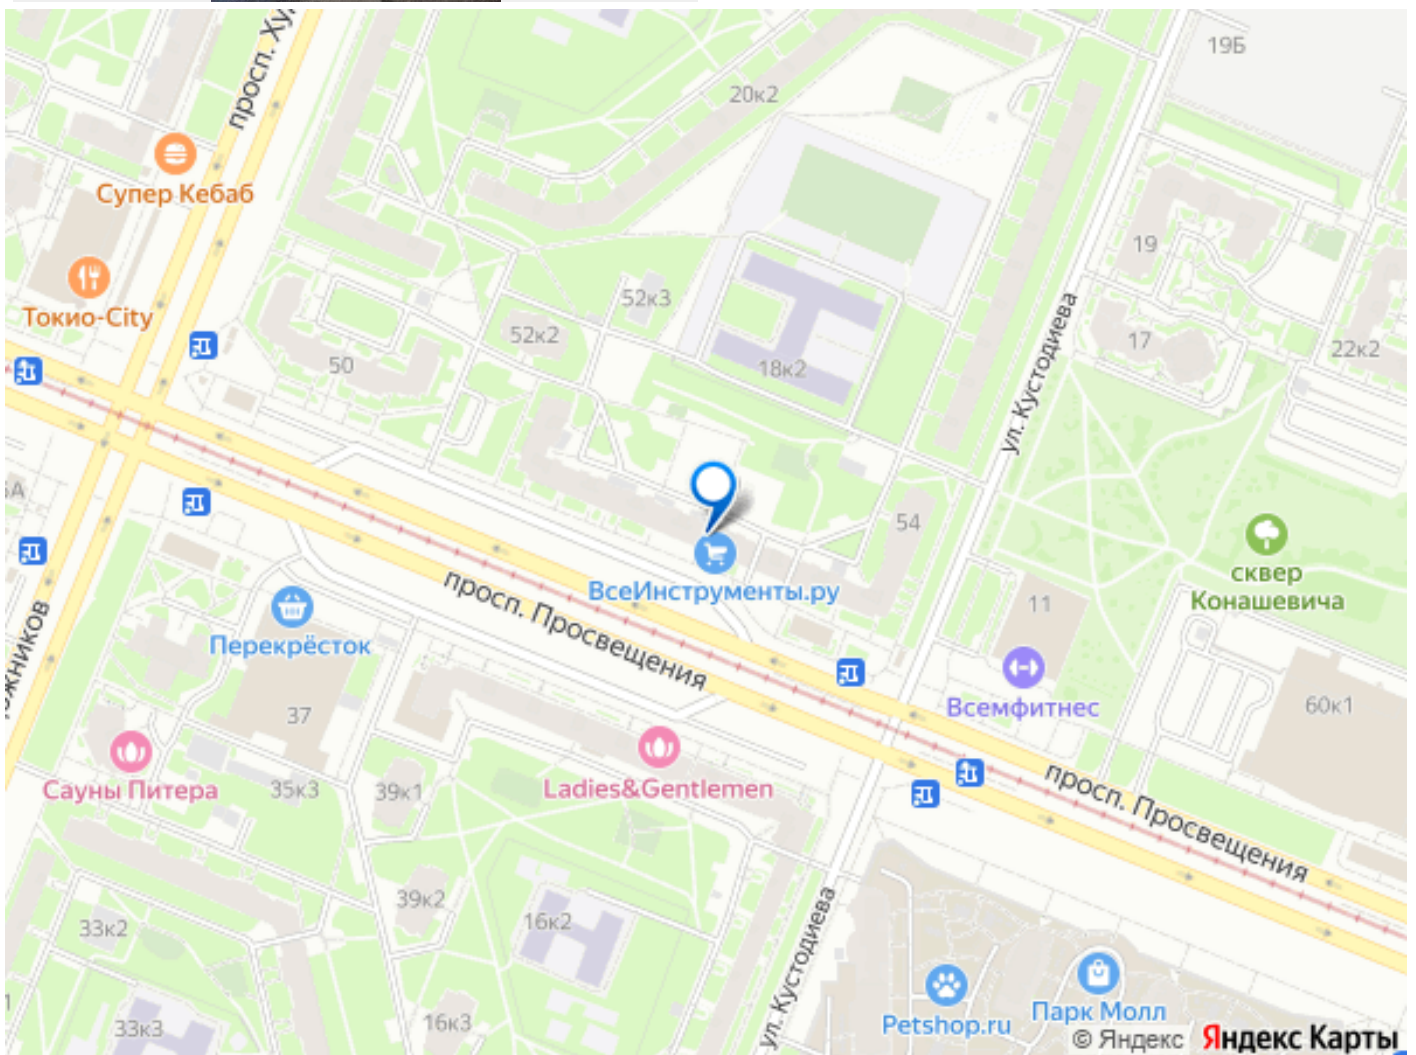 просп. Ху
19Б
20к2
Супер Кебаб
19
52к3
Токио-City
52к2
17
22к2
50
18к2
ул. Кустодиева
54
ВсеИнструменты.ру
просп. Просвещения
сквер
Конашевича
11
Перекрёсток
Всемфитнес
60к1
37
Сауны Питера
35к3
39к1
Ladies&Gentlemen
просп. Просвещения
39к2
16к2
33к2
ул. Кустодиева
33к3
16к3
Petshop.ru
Парк Молл
© Яндекс Яндекс Карты